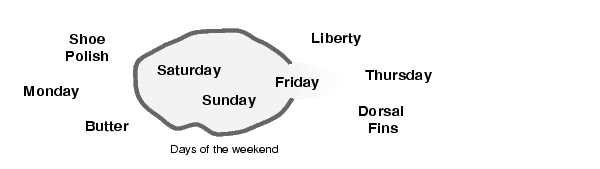 Shoe
Polish
Liberty
Saturday
Friday
Thursday
Monday
Sunday
Dorsal
Fins
Butter
Days of the weekend